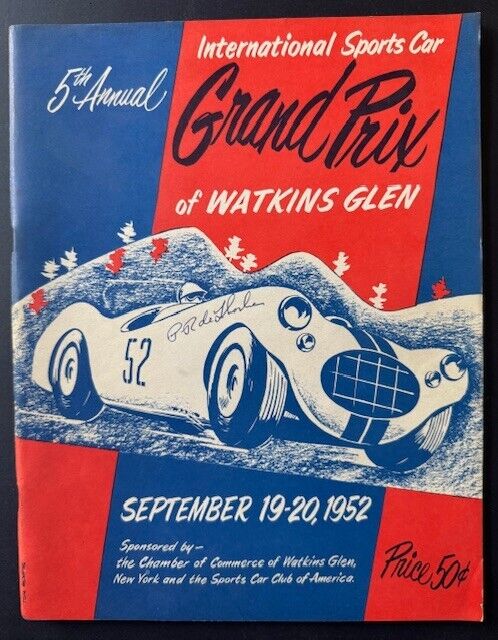 International Sports Car
5th Annual
Grand Prix
of WATKINS GLEN
52
SEPTEMBER 19-20, 1952
Sponsored by—
the Chamber of Commerce of Watkins Glen,
New York and the Sports Car Club of America.
Price 50¢